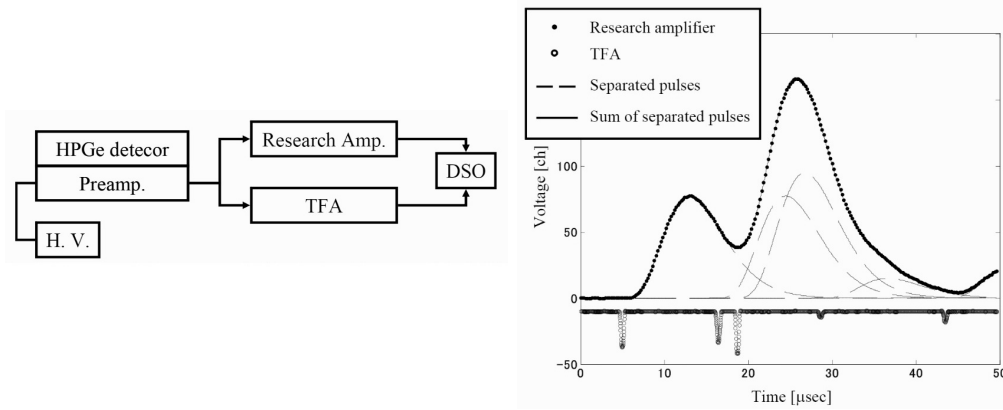 HPGe detecor
Preamp.
H. V.
Research Amp.
TFA
DSO
Research amplifier
TFA
Separated pulses
Sum of separated pulses
Voltage [ch]
100
50
0
-50
0 10 20 30 40 50
Time [μsec]